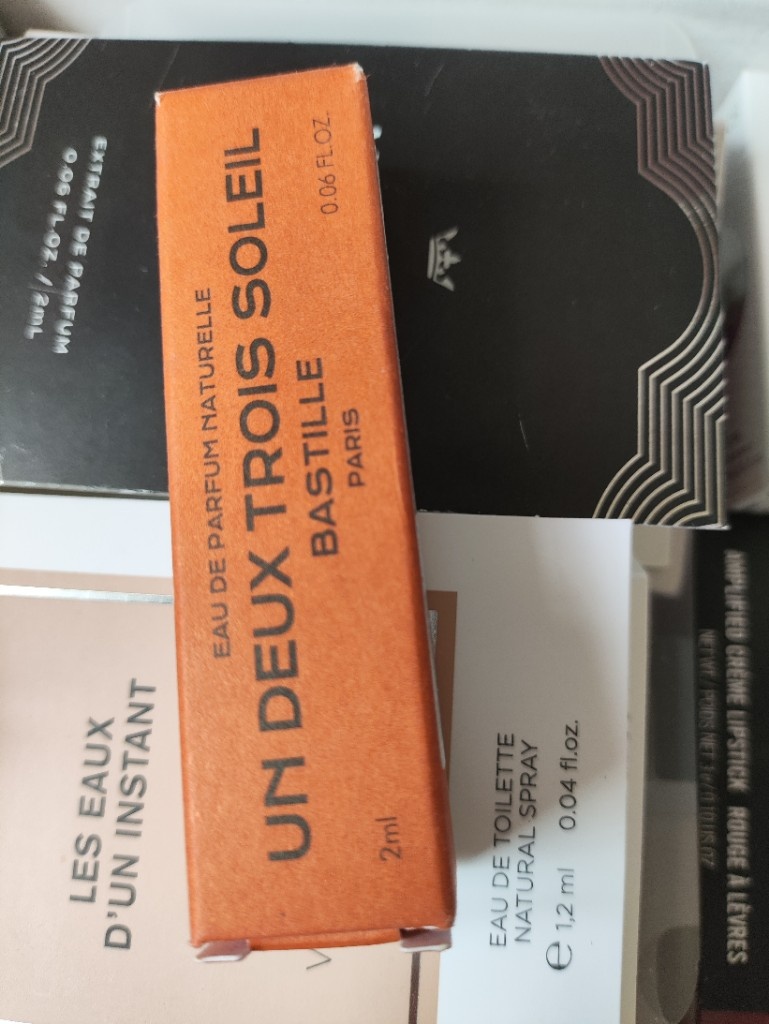 EAU DE PARFUM NATURELLE
UN DEUX TROIS SOLEIL
BASTILLE
PARIS
2ml
0.06 FL.OZ.
EXTRAIT DE PARFUM
0.06 FL.OZ. / 2mL
LES EAUX
D'UN INSTANT
V
EAU DE TOILETTE
NATURAL SPRAY
e 1,2 ml 0.04 fl.oz.
AMPLIFIED CRÈME LIPSTICK ROUGE À LÈVRES